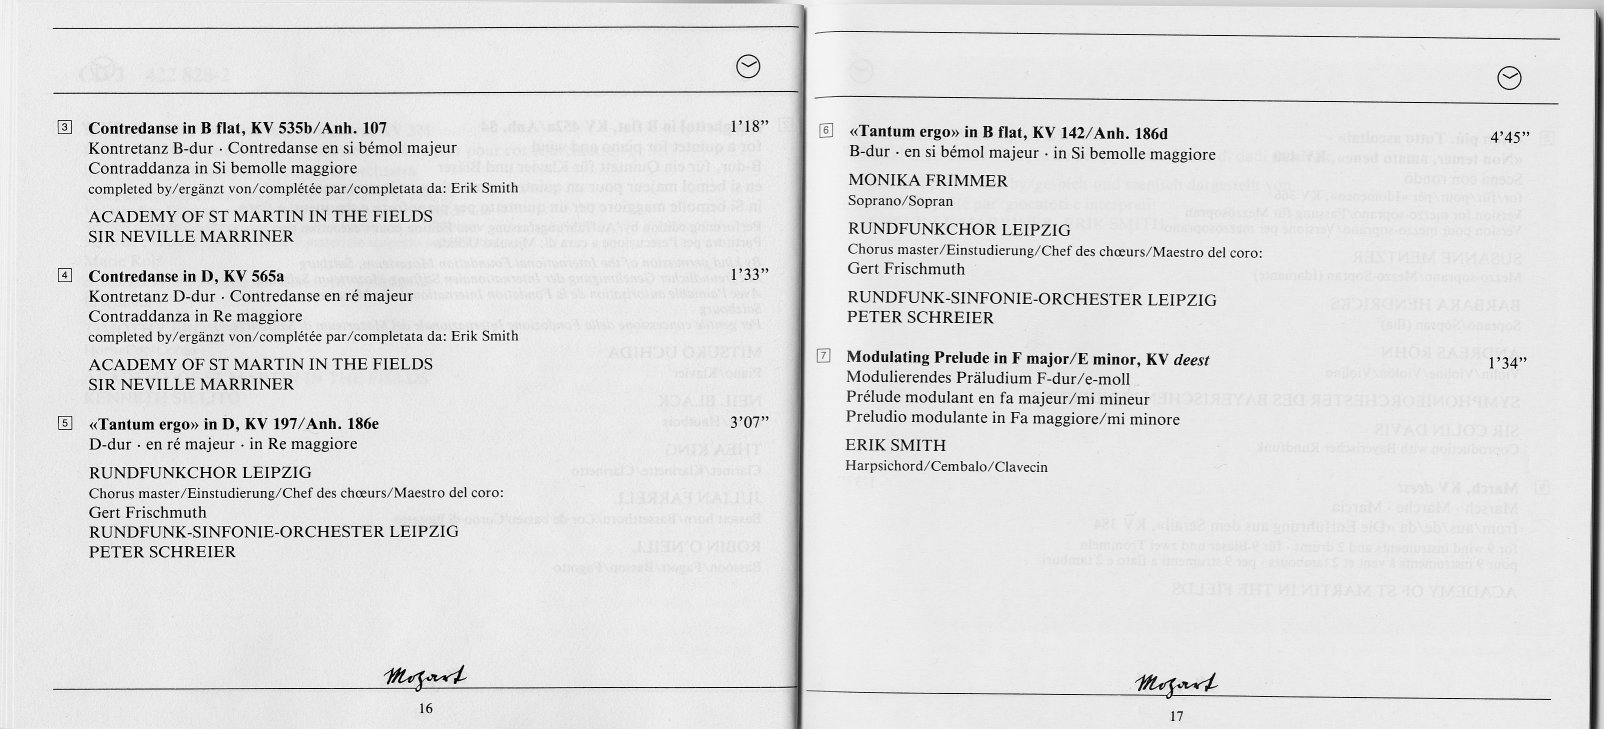 3 Contredanse in B flat, KV 535b/Anh. 107 1’18”
Kontretanz B-dur · Contredanse en si bémol majeur
Contraddanza in Si bemolle maggiore
completed by/ergänzt von/complétée par/completata da: Erik Smith
ACADEMY OF ST MARTIN IN THE FIELDS
SIR NEVILLE MARRINER
4 Contredanse in D, KV 565a 1’33”
Kontretanz D-dur · Contredanse en ré majeur
Contraddanza in Re maggiore
completed by/ergänzt von/complétée par/completata da: Erik Smith
ACADEMY OF ST MARTIN IN THE FIELDS
SIR NEVILLE MARRINER
5 «Tantum ergo» in D, KV 197/Anh. 186e 3’07”
D-dur · en ré majeur · in Re maggiore
RUNDFUNKCHOR LEIPZIG
Chorus master/Einstudierung/Chef des chœurs/Maestro del coro:
Gert Frischmuth
RUNDFUNK-SINFONIE-ORCHESTER LEIPZIG
PETER SCHREIER
Mozart
16
6 «Tantum ergo» in B flat, KV 142/Anh. 186d 4’45”
B-dur · en si bémol majeur · in Si bemolle maggiore
MONIKA FRIMMER
Soprano/Sopran
RUNDFUNKCHOR LEIPZIG
Chorus master/Einstudierung/Chef des chœurs/Maestro del coro:
Gert Frischmuth
RUNDFUNK-SINFONIE-ORCHESTER LEIPZIG
PETER SCHREIER
7 Modulating Prelude in F major/E minor, KV deest 1’34”
Modulierendes Präludium F-dur/e-moll
Prélude modulant en fa majeur/mi mineur
Preludio modulante in Fa maggiore/mi minore
ERIK SMITH
Harpsichord/Cembalo/Clavecin
Mozart
17